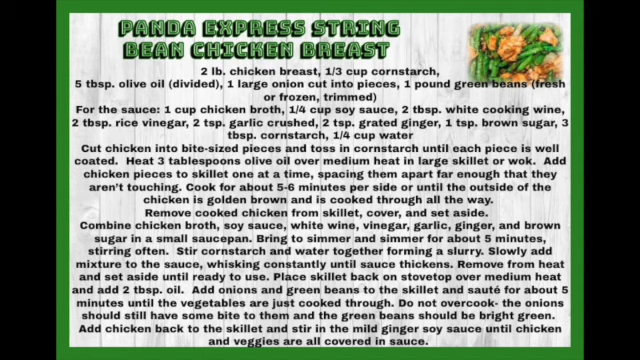 PANDA EXPRESS STRING
BEAN CHICKEN BREAST
2 lb. chicken breast, 1/3 cup cornstarch,
5 tbsp. olive oil (divided), 1 large onion cut into pieces, 1 pound green beans (fresh
or frozen, trimmed)
For the sauce: 1 cup chicken broth, 1/4 cup soy sauce, 2 tbsp. white cooking wine,
2 tbsp. rice vinegar, 2 tsp. garlic crushed, 2 tsp. grated ginger, 1 tsp. brown sugar, 3
tbsp. cornstarch, 1/4 cup water
Cut chicken into bite-sized pieces and toss in cornstarch until each piece is well
coated. Heat 3 tablespoons olive oil over medium heat in large skillet or wok. Add
chicken pieces to skillet one at a time, spacing them apart far enough that they
aren't touching. Cook for about 5-6 minutes per side or until the outside of the
chicken is golden brown and is cooked through all the way.
Remove cooked chicken from skillet, cover, and set aside.
Combine chicken broth, soy sauce, white wine, vinegar, garlic, ginger, and brown
sugar in a small saucepan. Bring to simmer and simmer for about 5 minutes,
stirring often. Stir cornstarch and water together forming a slurry. Slowly add
mixture to the sauce, whisking constantly until sauce thickens. Remove from heat
and set aside until ready to use. Place skillet back on stovetop over medium heat
and add 2 tbsp. oil. Add onions and green beans to the skillet and sauté for about 5
minutes until the vegetables are just cooked through. Do not overcook- the onions
should still have some bite to them and the green beans should be bright green.
Add chicken back to the skillet and stir in the mild ginger soy sauce until chicken
and veggies are all covered in sauce.